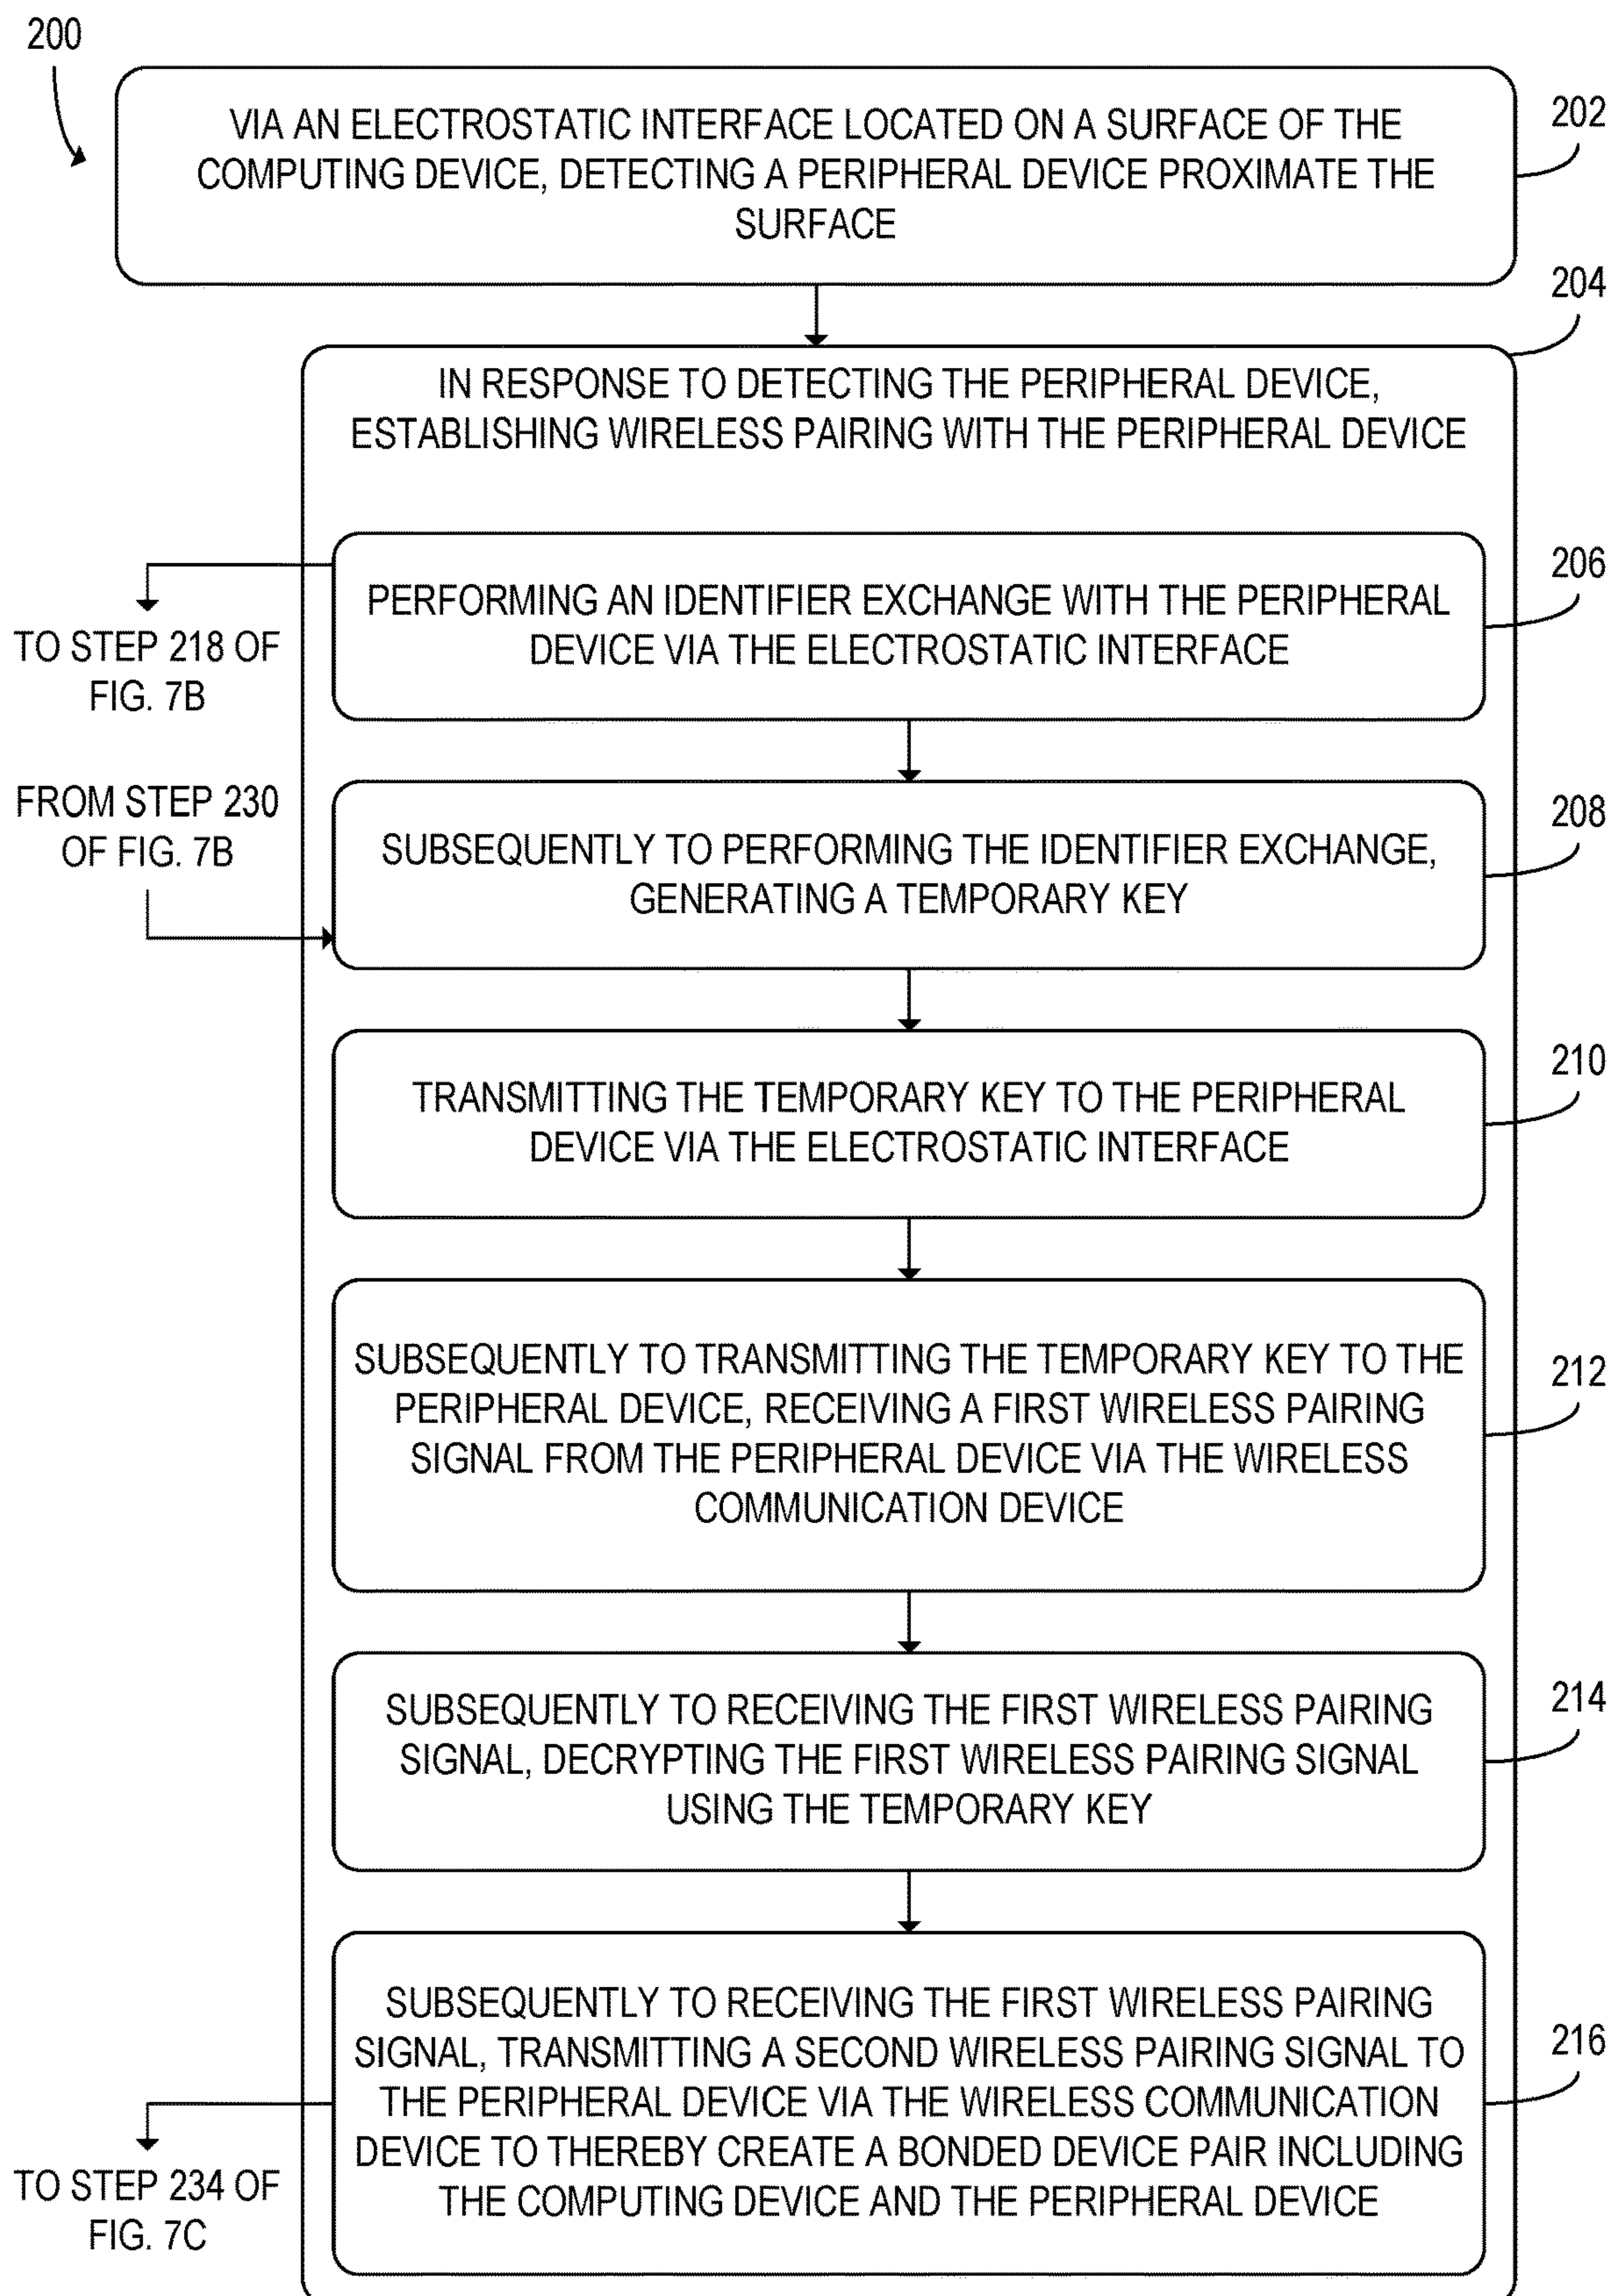 200
VIA AN ELECTROSTATIC INTERFACE LOCATED ON A SURFACE OF THE
COMPUTING DEVICE, DETECTING A PERIPHERAL DEVICE PROXIMATE THE
SURFACE
202
204
IN RESPONSE TO DETECTING THE PERIPHERAL DEVICE,
ESTABLISHING WIRELESS PAIRING WITH THE PERIPHERAL DEVICE
206
PERFORMING AN IDENTIFIER EXCHANGE WITH THE PERIPHERAL
DEVICE VIA THE ELECTROSTATIC INTERFACE
TO STEP 218 OF
FIG. 7B
FROM STEP 230
OF FIG. 7B
208
SUBSEQUENTLY TO PERFORMING THE IDENTIFIER EXCHANGE,
GENERATING A TEMPORARY KEY
210
TRANSMITTING THE TEMPORARY KEY TO THE PERIPHERAL
DEVICE VIA THE ELECTROSTATIC INTERFACE
212
SUBSEQUENTLY TO TRANSMITTING THE TEMPORARY KEY TO THE
PERIPHERAL DEVICE, RECEIVING A FIRST WIRELESS PAIRING
SIGNAL FROM THE PERIPHERAL DEVICE VIA THE WIRELESS
COMMUNICATION DEVICE
214
SUBSEQUENTLY TO RECEIVING THE FIRST WIRELESS PAIRING
SIGNAL, DECRYPTING THE FIRST WIRELESS PAIRING SIGNAL
USING THE TEMPORARY KEY
216
SUBSEQUENTLY TO RECEIVING THE FIRST WIRELESS PAIRING
SIGNAL, TRANSMITTING A SECOND WIRELESS PAIRING SIGNAL TO
THE PERIPHERAL DEVICE VIA THE WIRELESS COMMUNICATION
DEVICE TO THEREBY CREATE A BONDED DEVICE PAIR INCLUDING
THE COMPUTING DEVICE AND THE PERIPHERAL DEVICE
TO STEP 234 OF
FIG. 7C